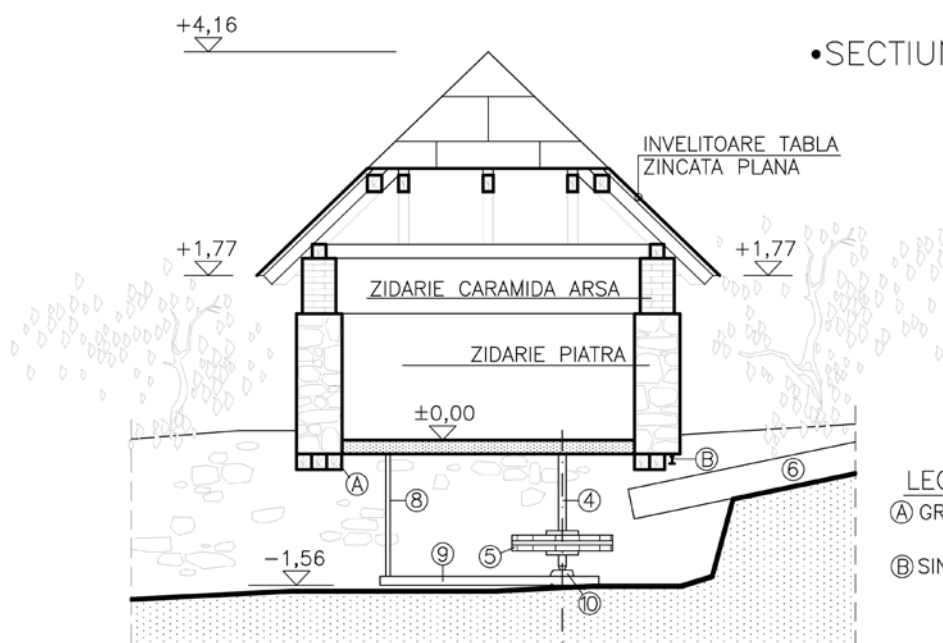 +4,16
•SECTIUN
INVELITOARE TABLA
ZINCATA PLANA
+1,77
+1,77
ZIDARIE CARAMIDA ARSA
ZIDARIE PIATRA
±0,00
B
6
A
8
4
LEG
A GR
5
9
B SIN
-1,56
10